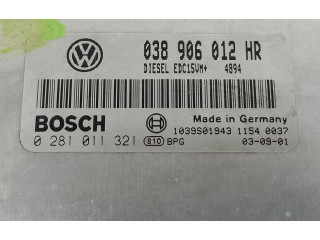 038 906 012 HR
DIESEL EDC15VM+ 4894
BOSCH
Made in Germany
1039S01943 1154 0037
0 281 011 321 810 BPG 03-09-01